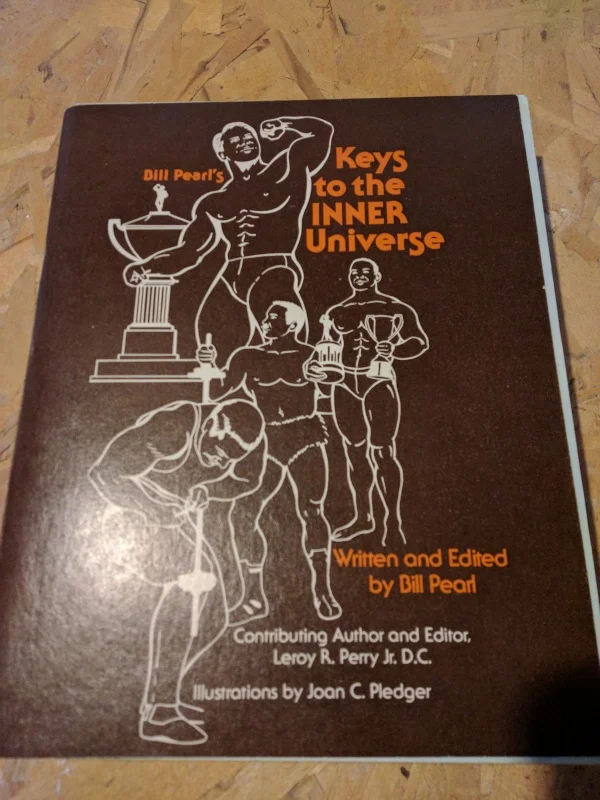 Bill Pearl's
Keys
to the
INNER
Universe
Written and Edited
by Bill Pearl
Contributing Author and Editor,
Leroy R. Perry Jr. D.C.
Illustrations by Joan C. Pledger